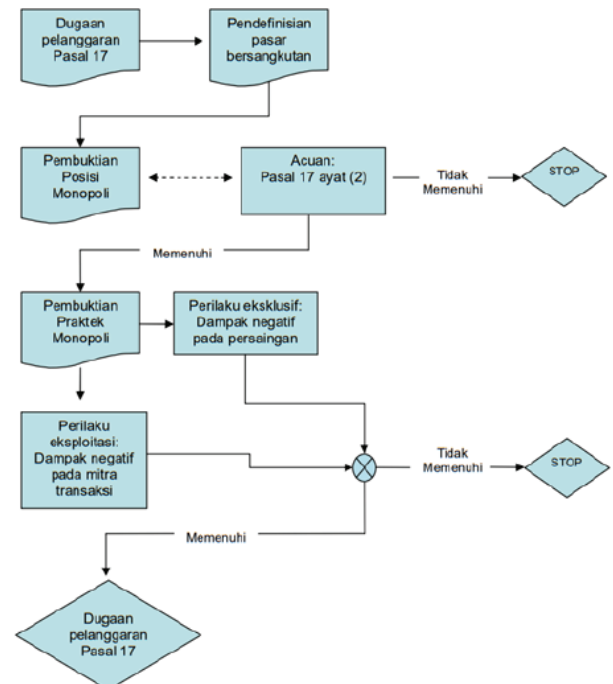 Dugaan
pelanggaran
Pasal 17
Pendefinisian
pasar
bersangkutan
Pembuktian
Posisi
Monopoli
Acuan:
Pasal 17 ayat (2)
Tidak
Memenuhi
STOP
Memenuhi
Pembuktian
Praktek
Monopoli
Perilaku eksklusif:
Dampak negatif
pada persaingan
Perilaku
eksploitasi:
Dampak negatif
pada mitra
transaksi
Tidak
Memenuhi
STOP
Memenuhi
Dugaan
pelanggaran
Pasal 17